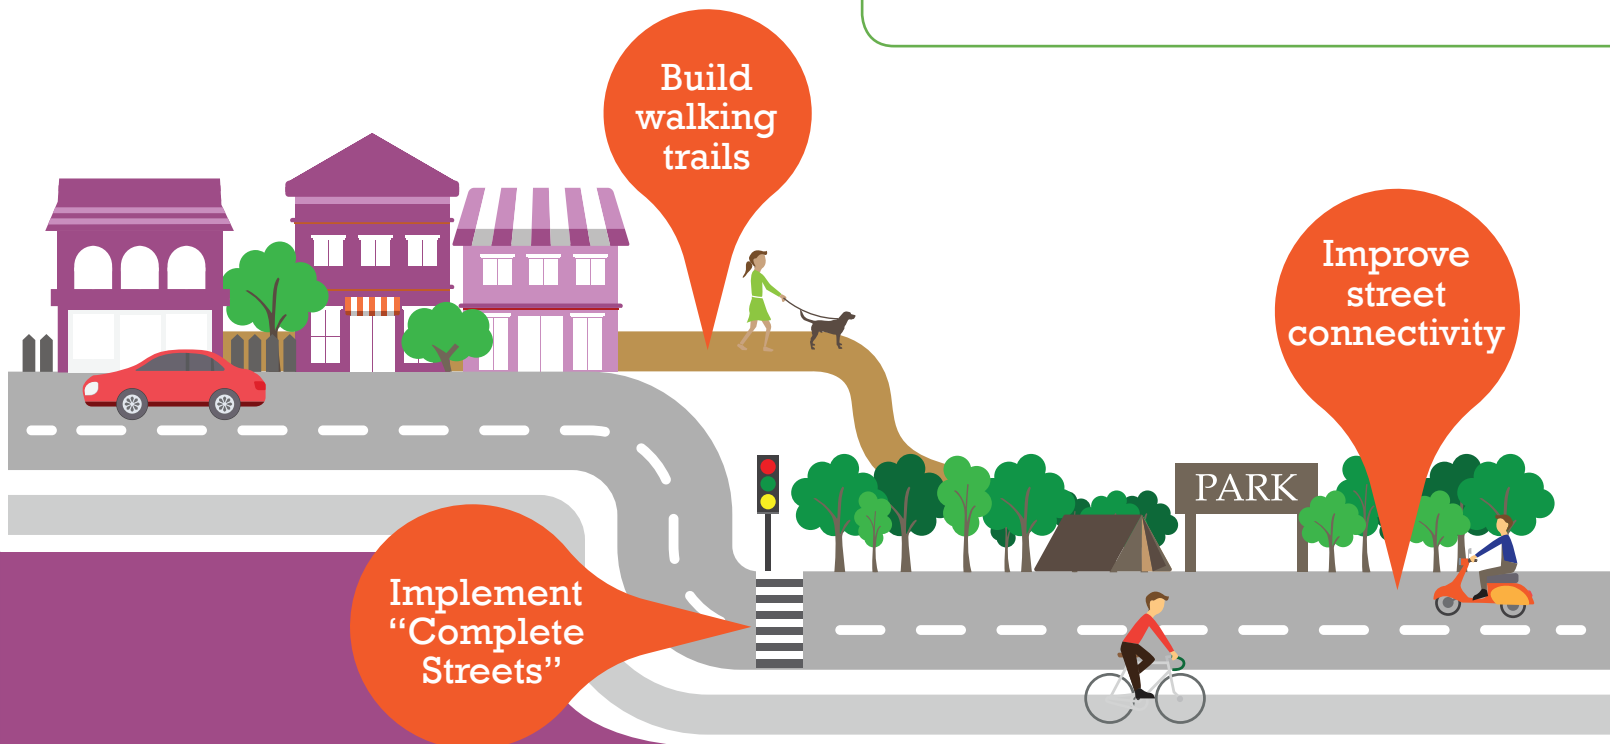 Build
walking
trails
Improve
street
connectivity
PARK
Implement
“Complete
Streets”